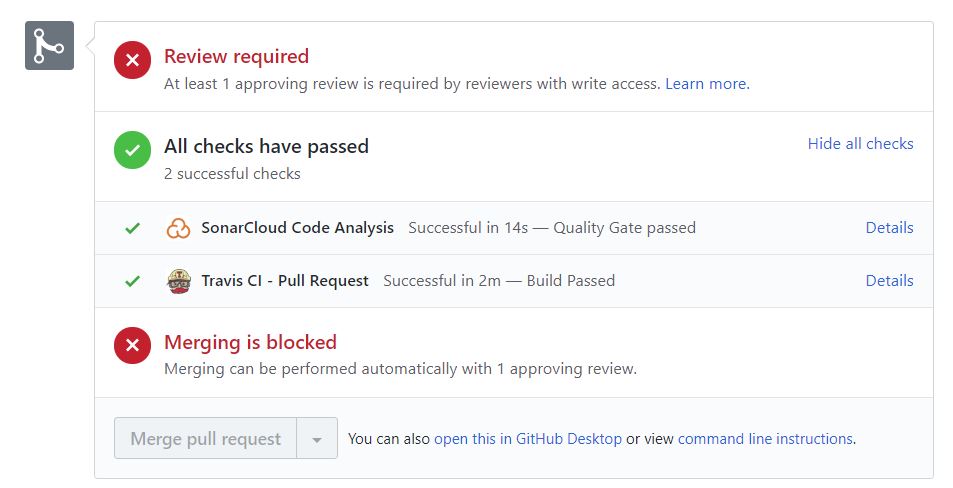 Review required
At least 1 approving review is required by reviewers with write access. Learn more.
All checks have passed
Hide all checks
2 successful checks
SonarCloud Code Analysis Successful in 14s — Quality Gate passed Details
Travis CI - Pull Request Successful in 2m — Build Passed Details
Merging is blocked
Merging can be performed automatically with 1 approving review.
Merge pull request You can also open this in GitHub Desktop or view command line instructions.